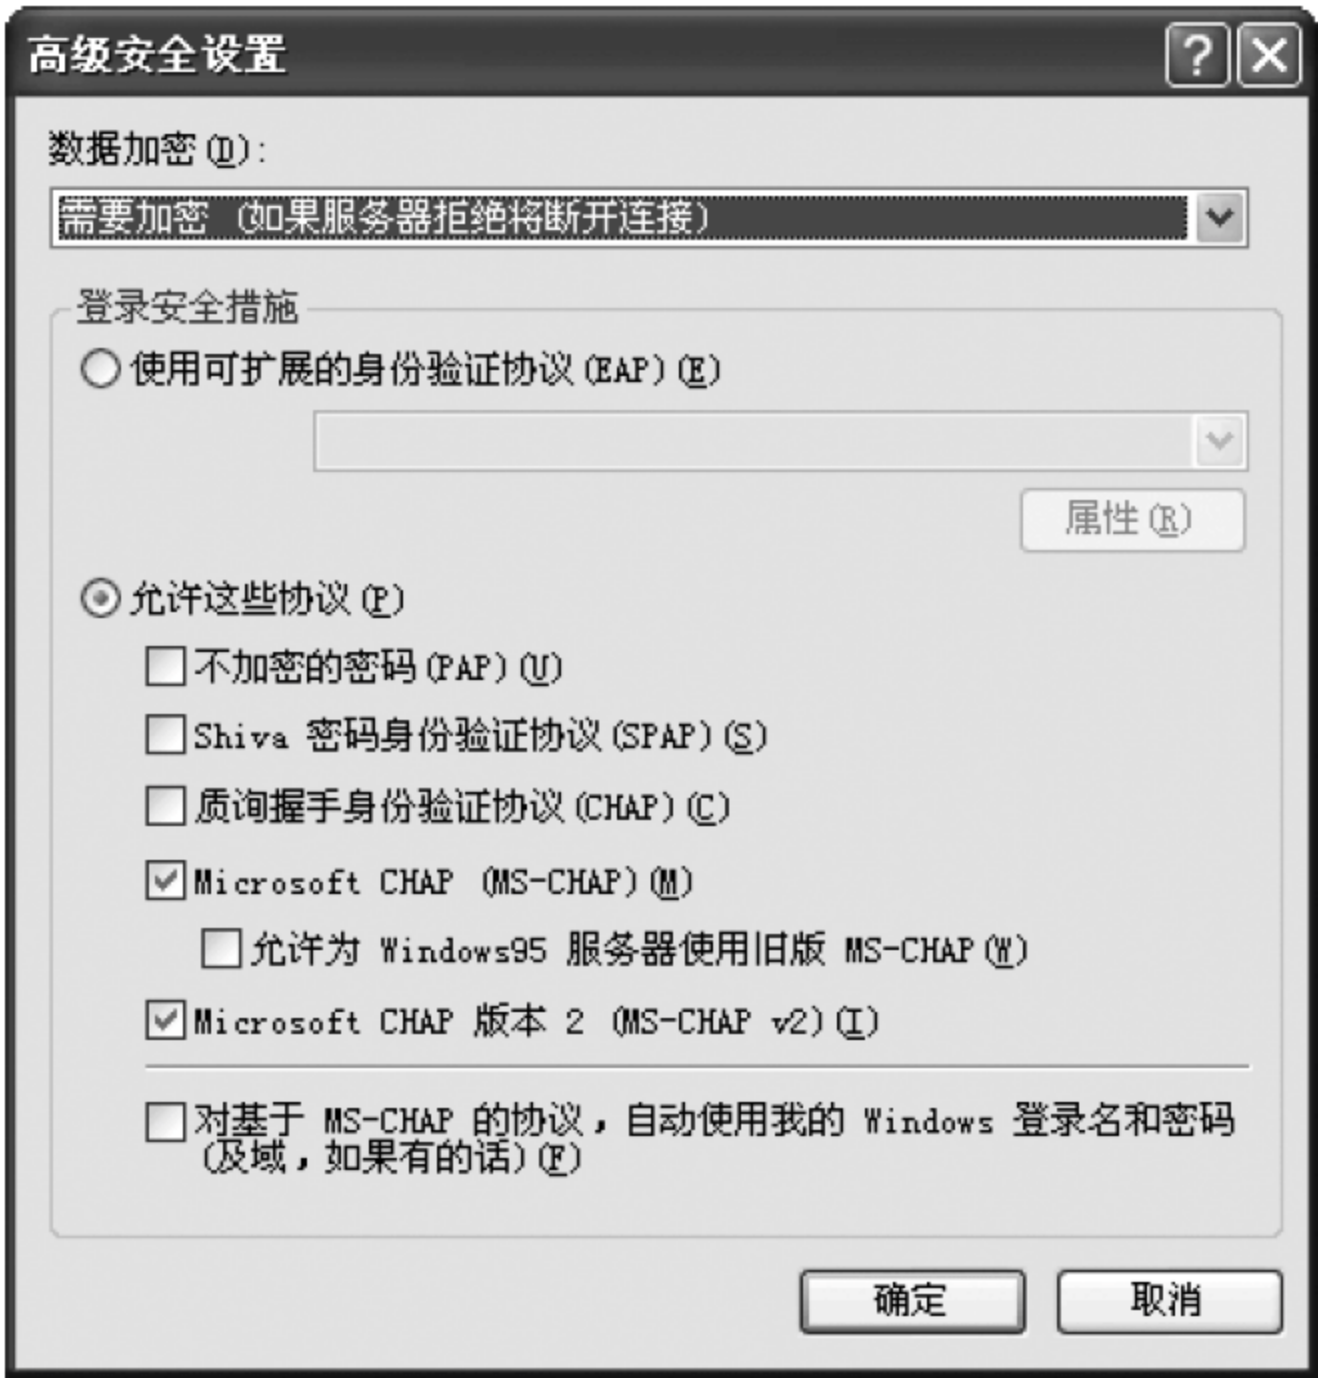 高级安全设置
数据加密(D):
需要加密 (如果服务器拒绝将断开连接)
登录安全措施
使用可扩展的身份验证协议(EAP)(E)
属性(R)
允许这些协议(P)
不加密的密码(PAP)(U)
Shiva 密码身份验证协议(SPAP)(S)
质询握手身份验证协议(CHAP)(C)
Microsoft CHAP (MS-CHAP)(M)
允许为 Windows95 服务器使用旧版 MS-CHAP(W)
Microsoft CHAP 版本 2 (MS-CHAP v2)(I)
对基于 MS-CHAP 的协议，自动使用我的 Windows 登录名和密码
(及域，如果有的话)(F)
确定 取消